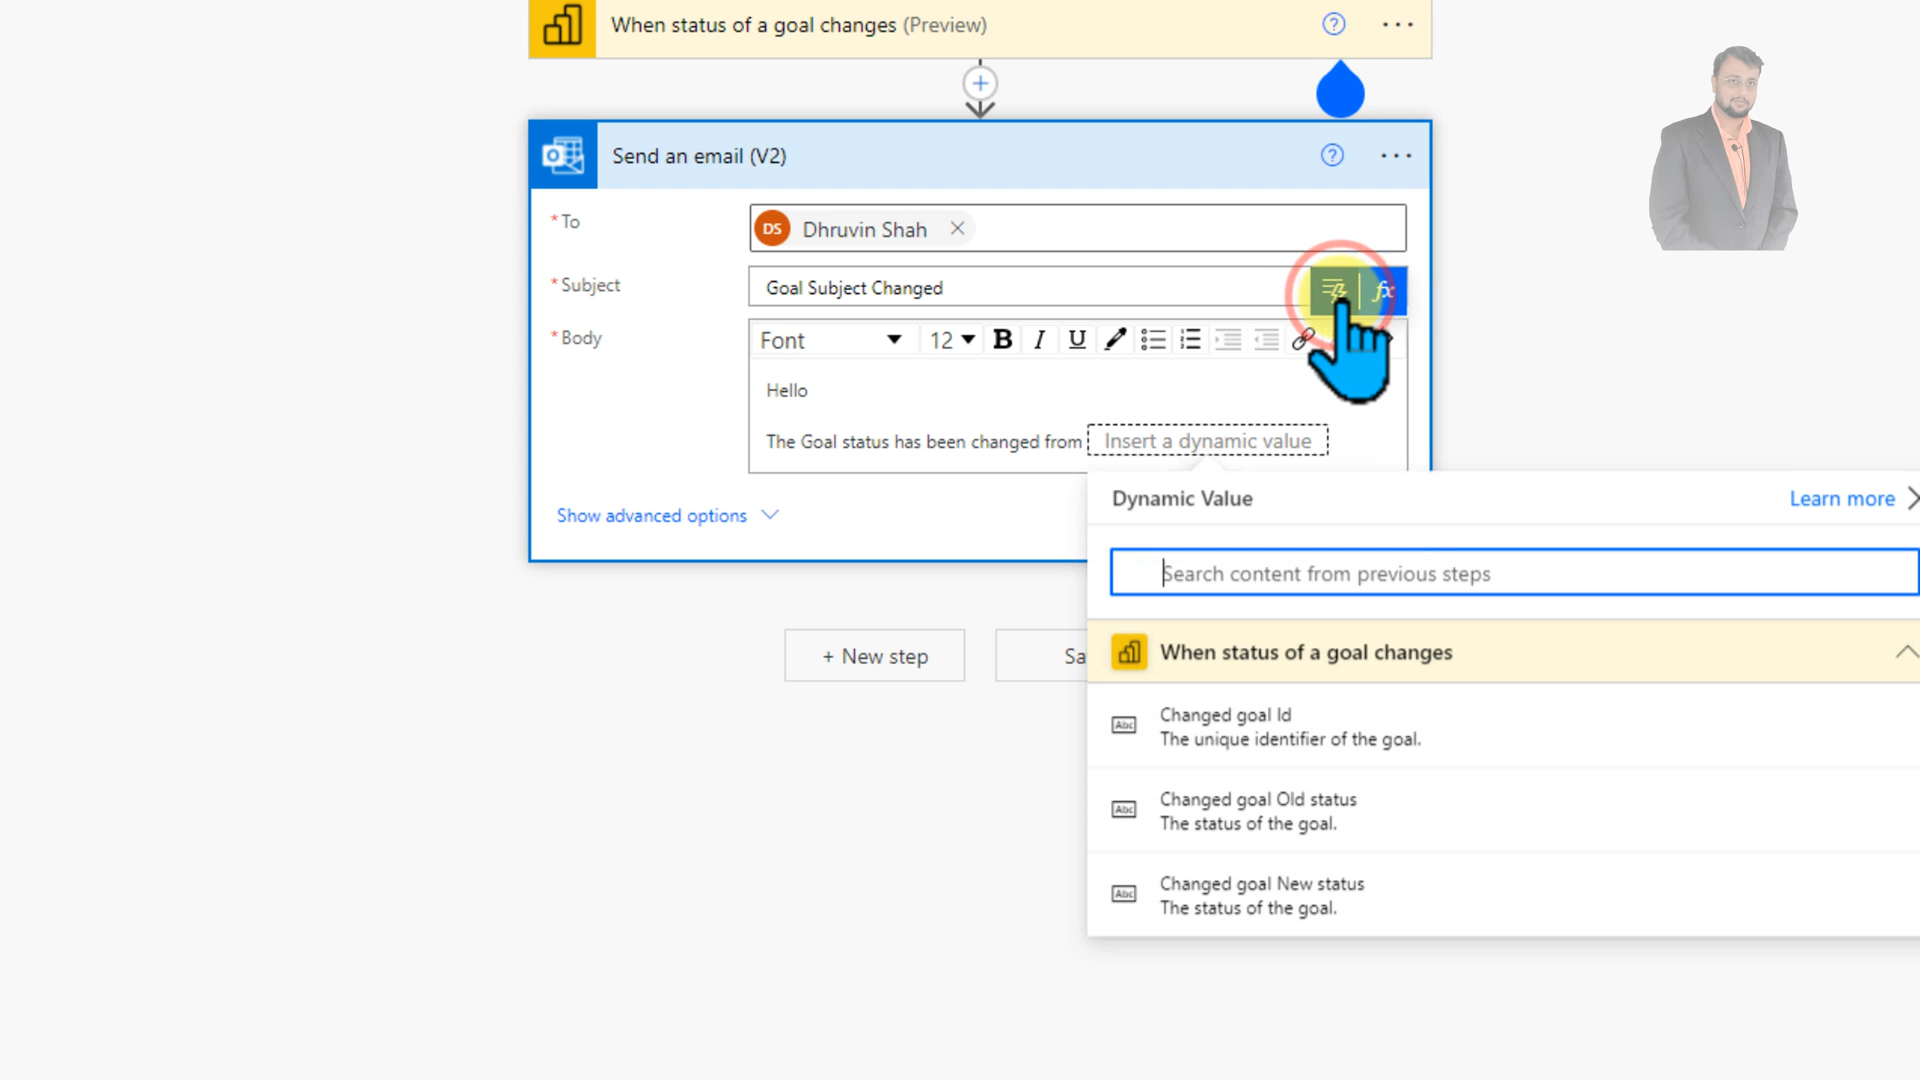 When status of a goal changes (Preview)
Send an email (V2)
* To
DS Dhruvin Shah
* Subject
Goal Subject Changed
fx
* Body
Font 12 B I U
Hello
The Goal status has been changed from Insert a dynamic value
Show advanced options
Dynamic Value Learn more
Search content from previous steps
+ New step
Sa
When status of a goal changes
Abc Changed goal Id
The unique identifier of the goal.
Abc Changed goal Old status
The status of the goal.
Abc Changed goal New status
The status of the goal.